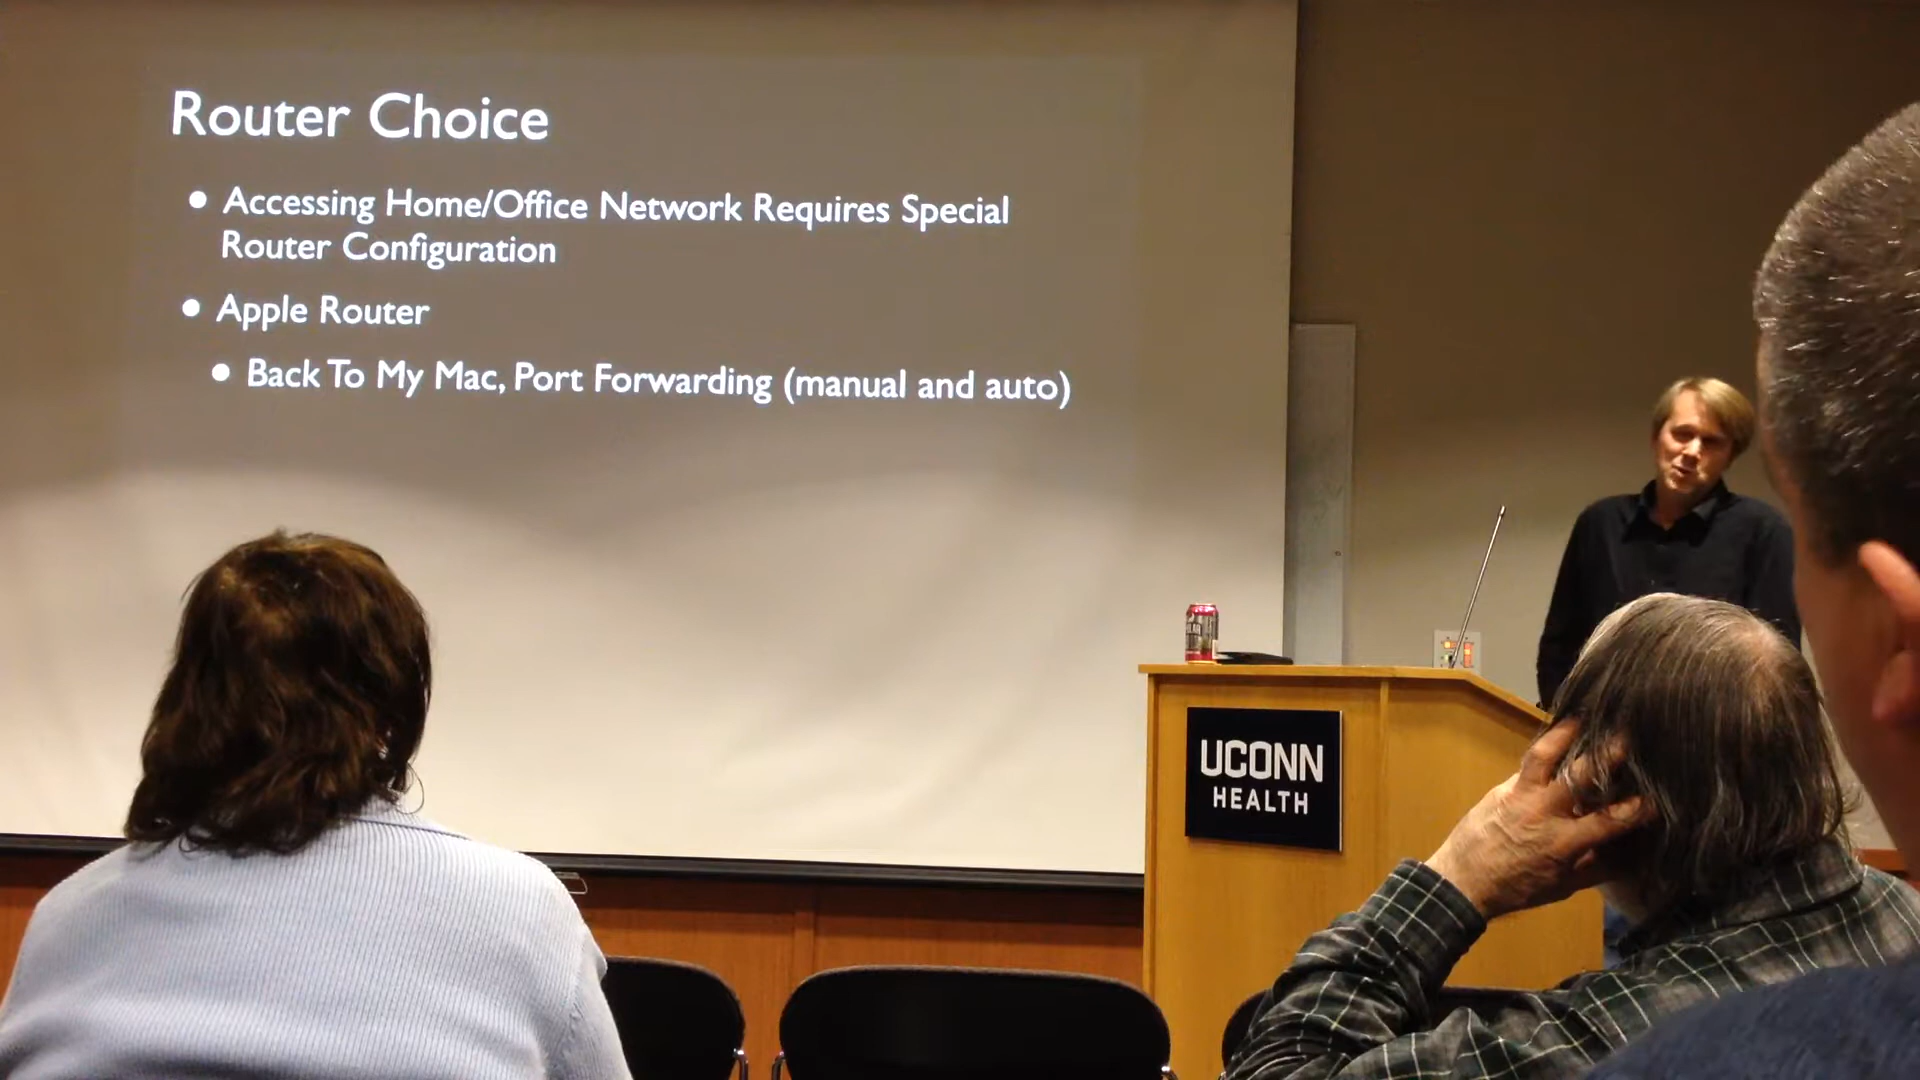 Router Choice
● Accessing Home/Office Network Requires Special
Router Configuration
● Apple Router
● Back To My Mac, Port Forwarding (manual and auto)
UCONN
HEALTH